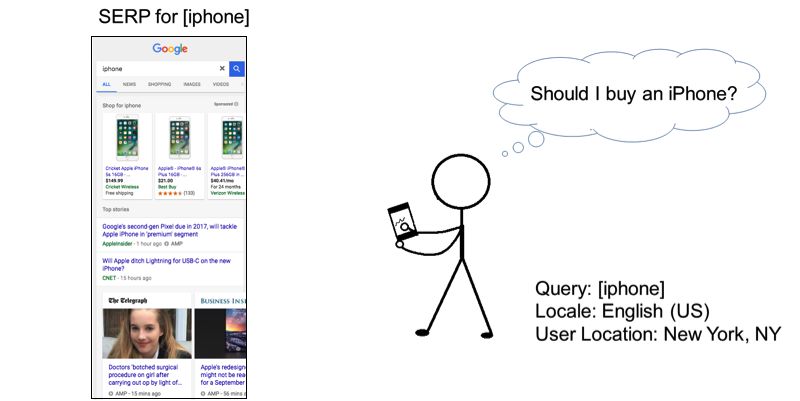 SERP for [iphone]
Google
iphone
ALL NEWS SHOPPING IMAGES VIDEOS
Shop for iphone
Sponsored
Cricket Apple iPhone
5s 16GB -...
$149.99
Cricket Wireless
Free shipping
Apple® - iPhone® 6s
Plus 16GB -...
$21.00
Best Buy
(133)
Apple® iPhone®
Plus 256GB in...
$40.41/mo
For 24 months
Verizon Wireless
Top stories
Google's second-gen Pixel due in 2017, will tackle
Apple iPhone in 'premium' segment
AppleInsider - 1 hour ago AMP
Will Apple ditch Lightning for USB-C on the new
iPhone?
CNET - 15 hours ago
The Telegraph
Doctors 'botched surgical
procedure on girl after
carrying out op by light of...
AMP - 15 mins ago
BUSINESS INSI
Apple's redesign
might not be rea
for a September
AMP - 56 mins a
Should I buy an iPhone?
Query: [iphone]
Locale: English (US)
User Location: New York, NY